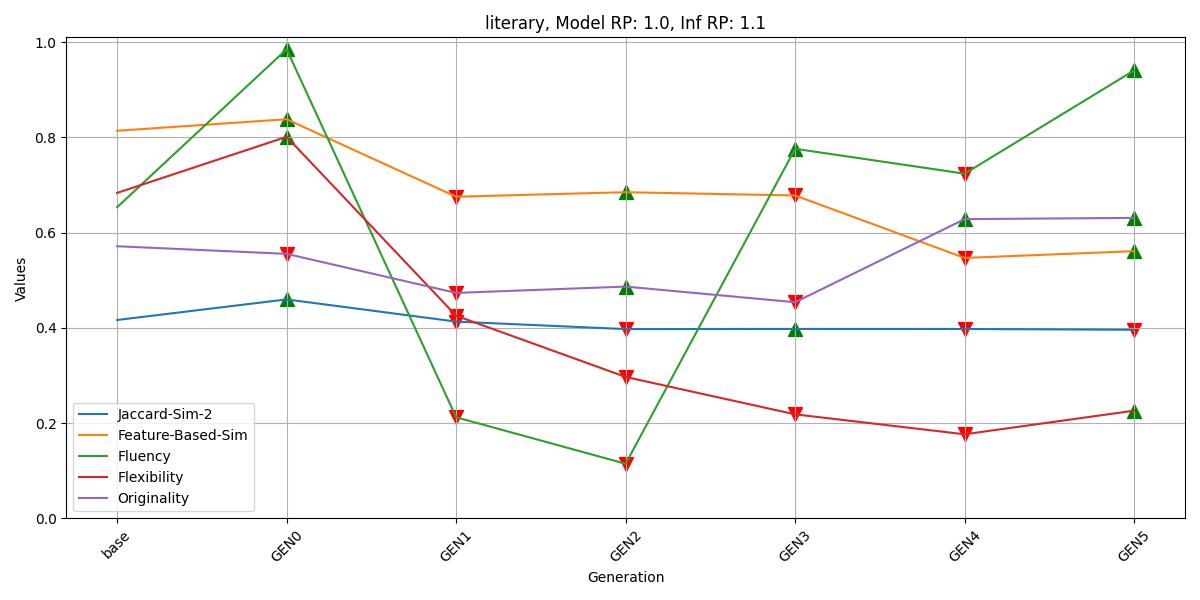 literary, Model RP: 1.0, Inf RP: 1.1
1.0
0.8
0.6
0.4
0.2
0.0
Values
Jaccard-Sim-2
Feature-Based-Sim
Fluency
Flexibility
Originality
base
GEN0
GEN1
GEN2
GEN3
GEN4
GEN5
Generation